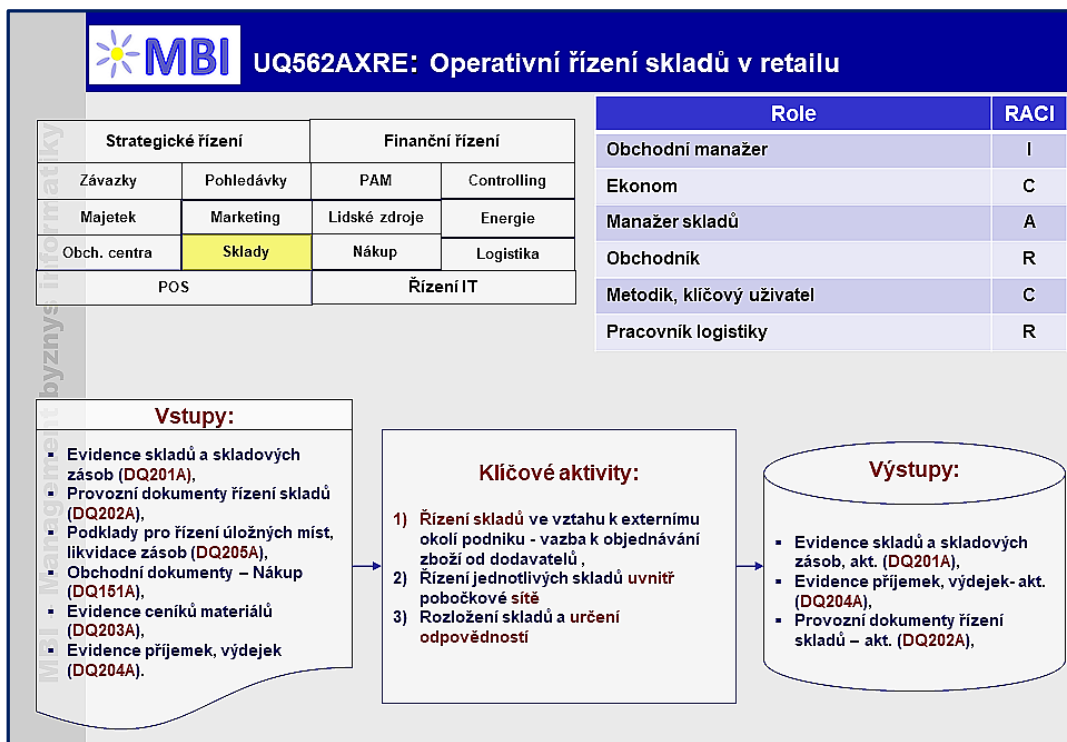 MBI
UQ562AXRE: Operativní řízení skladů v retailu
Strategické řízení
Finanční řízení
Závazky
Pohledávky
PAM
Controlling
Majetek
Marketing
Lidské zdroje
Energie
Obch. centra
Sklady
Nákup
Logistika
POS
Řízení IT
Role
RACI
Obchodní manažer
I
Ekonom
C
Manažer skladů
A
Obchodník
R
Metodik, klíčový uživatel
C
Pracovník logistiky
R
MBI - Management byznys informatiky
Vstupy:
▪ Evidence skladů a skladových
zásob (DQ201A),
▪ Provozní dokumenty řízení skladů
(DQ202A),
▪ Podklady pro řízení úložných míst,
likvidace zásob (DQ205A),
▪ Obchodní dokumenty – Nákup
(DQ151A)
▪ Evidence ceníků materiálů
(DQ203A),
▪ Evidence příjemek, výdejek
(DQ204A).
Klíčové aktivity:
1) Řízení skladů ve vztahu k externímu
okolí podniku - vazba k objednávání
zboží od dodavatelů ,
2) Řízení jednotlivých skladů uvnitř
pobočkové sítě
3) Rozložení skladů a určení
odpovědností
Výstupy:
▪ Evidence skladů a skladových
zásob, akt. (DQ201A),
▪ Evidence příjemek, výdejek- akt.
(DQ204A),
▪ Provozní dokumenty řízení
skladů – akt. (DQ202A),